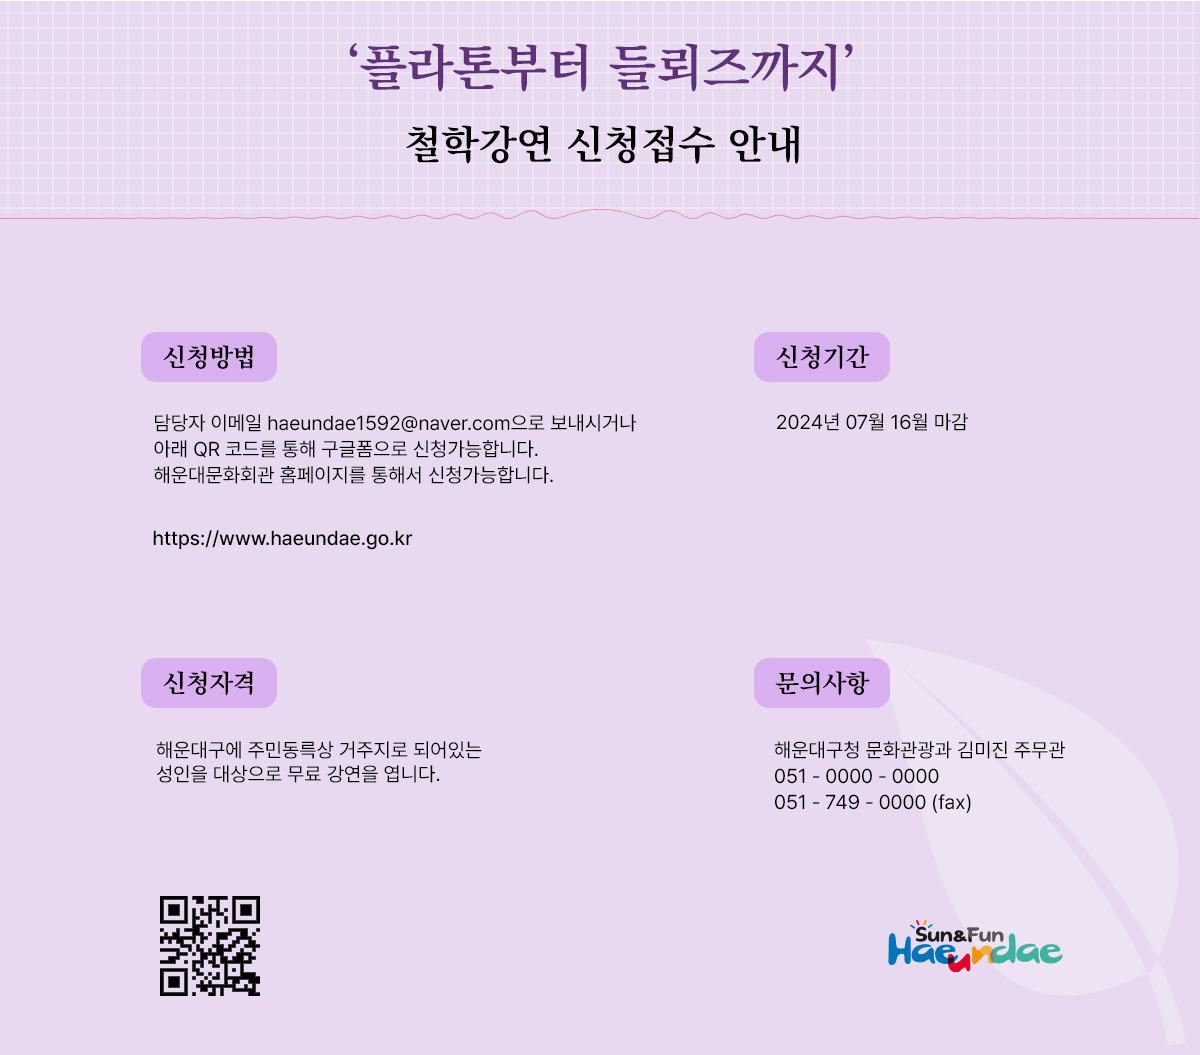 ‘플라톤부터 들뢰즈까지’
철학강연 신청접수 안내
신청방법
담당자 이메일 haeundae1592@naver.com으로 보내시거나
아래 QR 코드를 통해 구글폼으로 신청가능합니다.
해운대문화회관 홈페이지를 통해서 신청가능합니다.
https://www.haeundae.go.kr
신청기간
2024년 07월 16월 마감
신청자격
해운대구에 주민동륵상 거주지로 되어있는
성인을 대상으로 무료 강연을 엽니다.
문의사항
해운대구청 문화관광과 김미진 주무관
051 - 0000 - 0000
051 - 749 - 0000 (fax)
Sun&Fun
Haeundae